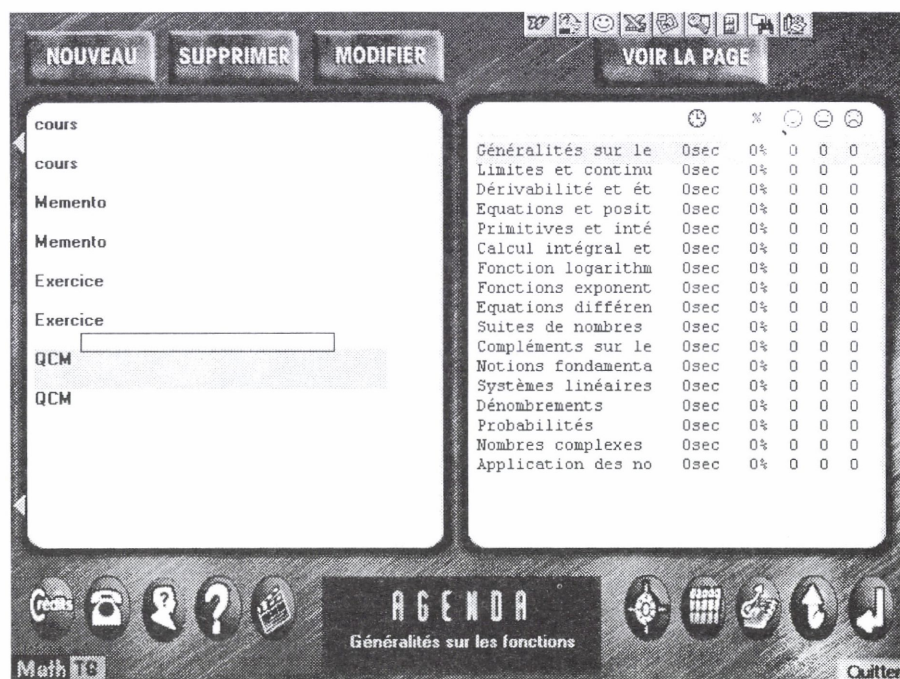 NOUVEAU SUPPRIMER MODIFIER VOIR LA PAGE
cours
cours
Memento
Memento
Exercice
Exercice
QCM
QCM
%
Généralités sur le 0sec 0% 0 0 0
Limites et continu 0sec 0% 0 0 0
Dérivabilité et ét 0sec 0% 0 0 0
Equations et posit 0sec 0% 0 0 0
Primitives et inté 0sec 0% 0 0 0
Calcul intégral et 0sec 0% 0 0 0
Fonction logarithm 0sec 0% 0 0 0
Fonctions exponent 0sec 0% 0 0 0
Equations différen 0sec 0% 0 0 0
Suites de nombres 0sec 0% 0 0 0
Compléments sur le 0sec 0% 0 0 0
Notions fondamenta 0sec 0% 0 0 0
Systèmes linéaires 0sec 0% 0 0 0
Dénombrements 0sec 0% 0 0 0
Probabilités 0sec 0% 0 0 0
Nombres complexes 0sec 0% 0 0 0
Application des no 0sec 0% 0 0 0
Crédits
AGENDA
Généralités sur les fonctions
Math
Quitter